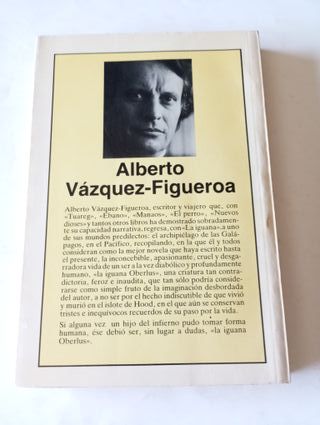 Alberto
Vázquez-Figueroa
Alberto Vázquez-Figueroa, escritor y viajero que, con
«Tuareg», «Ébano», «Manaos», «El perro», «Nuevos
dioses» y tantos otros libros ha demostrado sobradamen-
te su capacidad narrativa, regresa, con «La iguana» a uno
de sus mundos predilectos: el archipiélago de las Galá-
pagos, en el Pacífico, recopilando, en la que él y todos
consideran como la mejor novela que haya escrito hasta
el presente, la inconcebible, apasionante, cruel y desga-
rradora vida de un ser a la vez diabólico y profundamente
humano, «la iguana Oberlus», una criatura tan contra-
dictoria, feroz e inaudita, que tan sólo podría conside-
rarse como simple fruto de la imaginación desbordada
del autor, a no ser por el hecho indiscutible de que vivió
y murió en el islote de Hood, en el que aún se conservan
tristes e inequívocos recuerdos de su paso por la vida.
Si alguna vez un hijo del infierno pudo tomar forma
humana, ése debió ser, sin lugar a dudas, «la iguana
Oberlus».